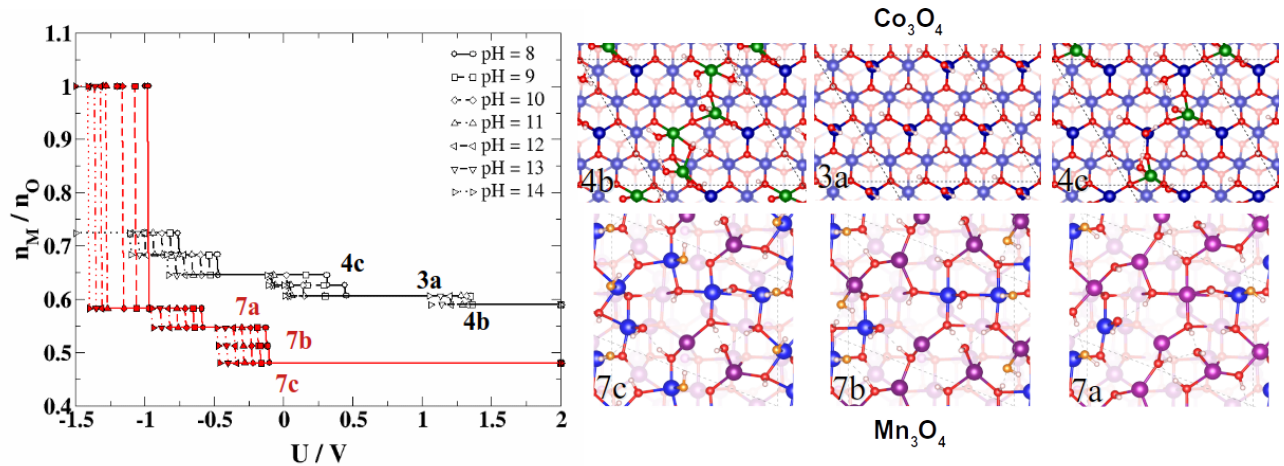 Co3O4
1.1
1
0.9
0.8
0.7
0.6
0.5
0.4
nM / nO
-1.5
-1
-0.5
0
0.5
1
1.5
2
U / V
pH = 8
pH = 9
pH = 10
pH = 11
pH = 12
pH = 13
pH = 14
4c
3a
4b
7a
7b
7c
4b
3a
4c
7c
7b
7a
Mn3O4